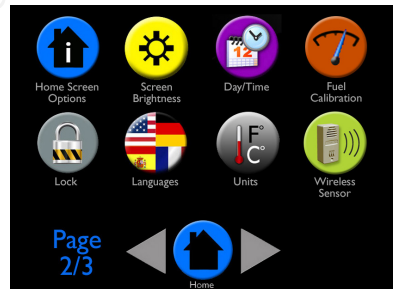 Home Screen
Options
Screen
Brightness
Day/Time
Fuel
Calibration
Lock
Languages
F°
C°
Units
Wireless
Sensor
Page
2/3
Home